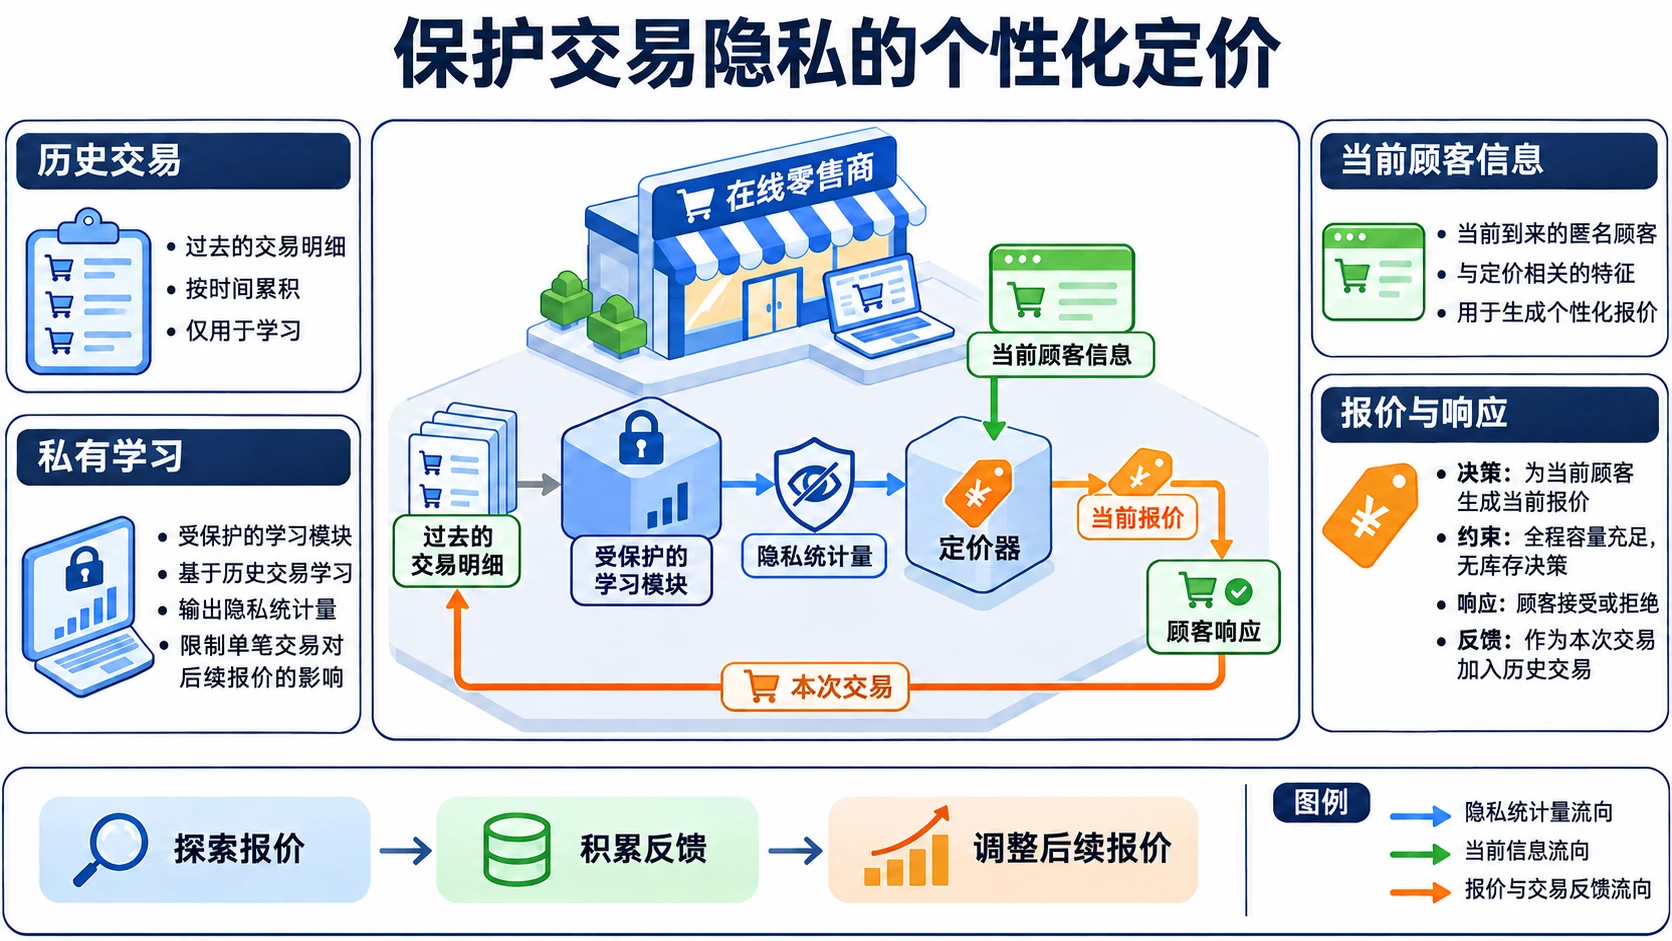 保护交易隐私的个性化定价
历史交易
• 过去的交易明细
• 按时间累积
• 仅用于学习
私有学习
• 受保护的学习模块
• 基于历史交易学习
• 输出隐私统计量
• 限制单笔交易对
后续报价的影响
在线零售商
当前顾客信息
过去的
交易明细
受保护的
学习模块
隐私统计量
定价器
¥
¥
当前报价
顾客响应
本次交易
当前顾客信息
• 当前到来的匿名顾客
• 与定价相关的特征
• 用于生成个性化报价
报价与响应
¥
• 决策：为当前顾客
生成当前报价
• 约束：全程容量充足，
无库存决策
• 响应：顾客接受或拒绝
• 反馈：作为本次交易
加入历史交易
探索报价
积累反馈
调整后续报价
图例
隐私统计量流向
当前信息流向
报价与交易反馈流向